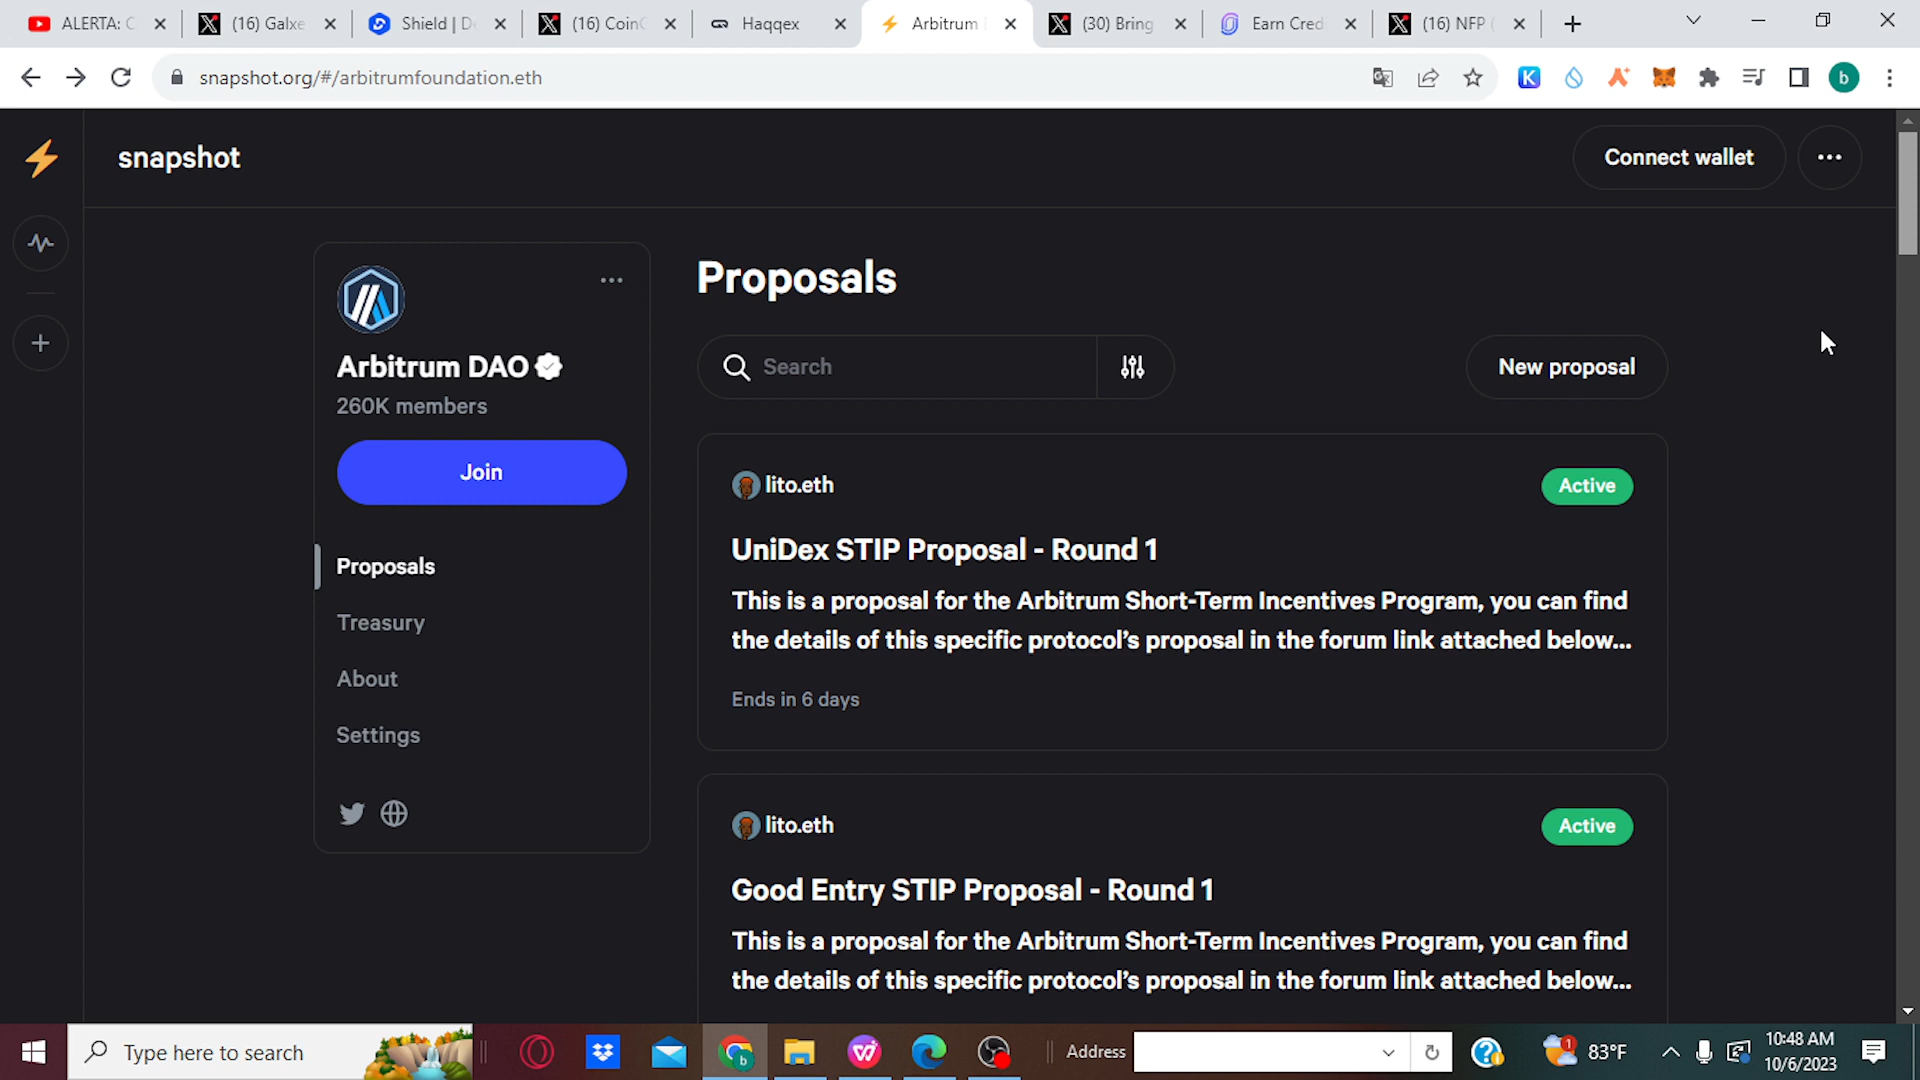 ALERTA: C
(16) Galxe
Shield | De
(16) CoinG
Haqqex
Arbitrum
(30) Bring
Earn Cred
(16) NFP (
snapshot.org/#/arbitrumfoundation.eth
K
b
snapshot
Connect wallet
Arbitrum DAO
260K members
Join
Proposals
Treasury
About
Settings
Proposals
Search
New proposal
lito.eth
Active
UniDex STIP Proposal - Round 1
This is a proposal for the Arbitrum Short-Term Incentives Program, you can find
the details of this specific protocol’s proposal in the forum link attached below...
Ends in 6 days
lito.eth
Active
Good Entry STIP Proposal - Round 1
This is a proposal for the Arbitrum Short-Term Incentives Program, you can find
the details of this specific protocol’s proposal in the forum link attached below...
Type here to search
Address
1
83°F
10:48 AM
10/6/2023